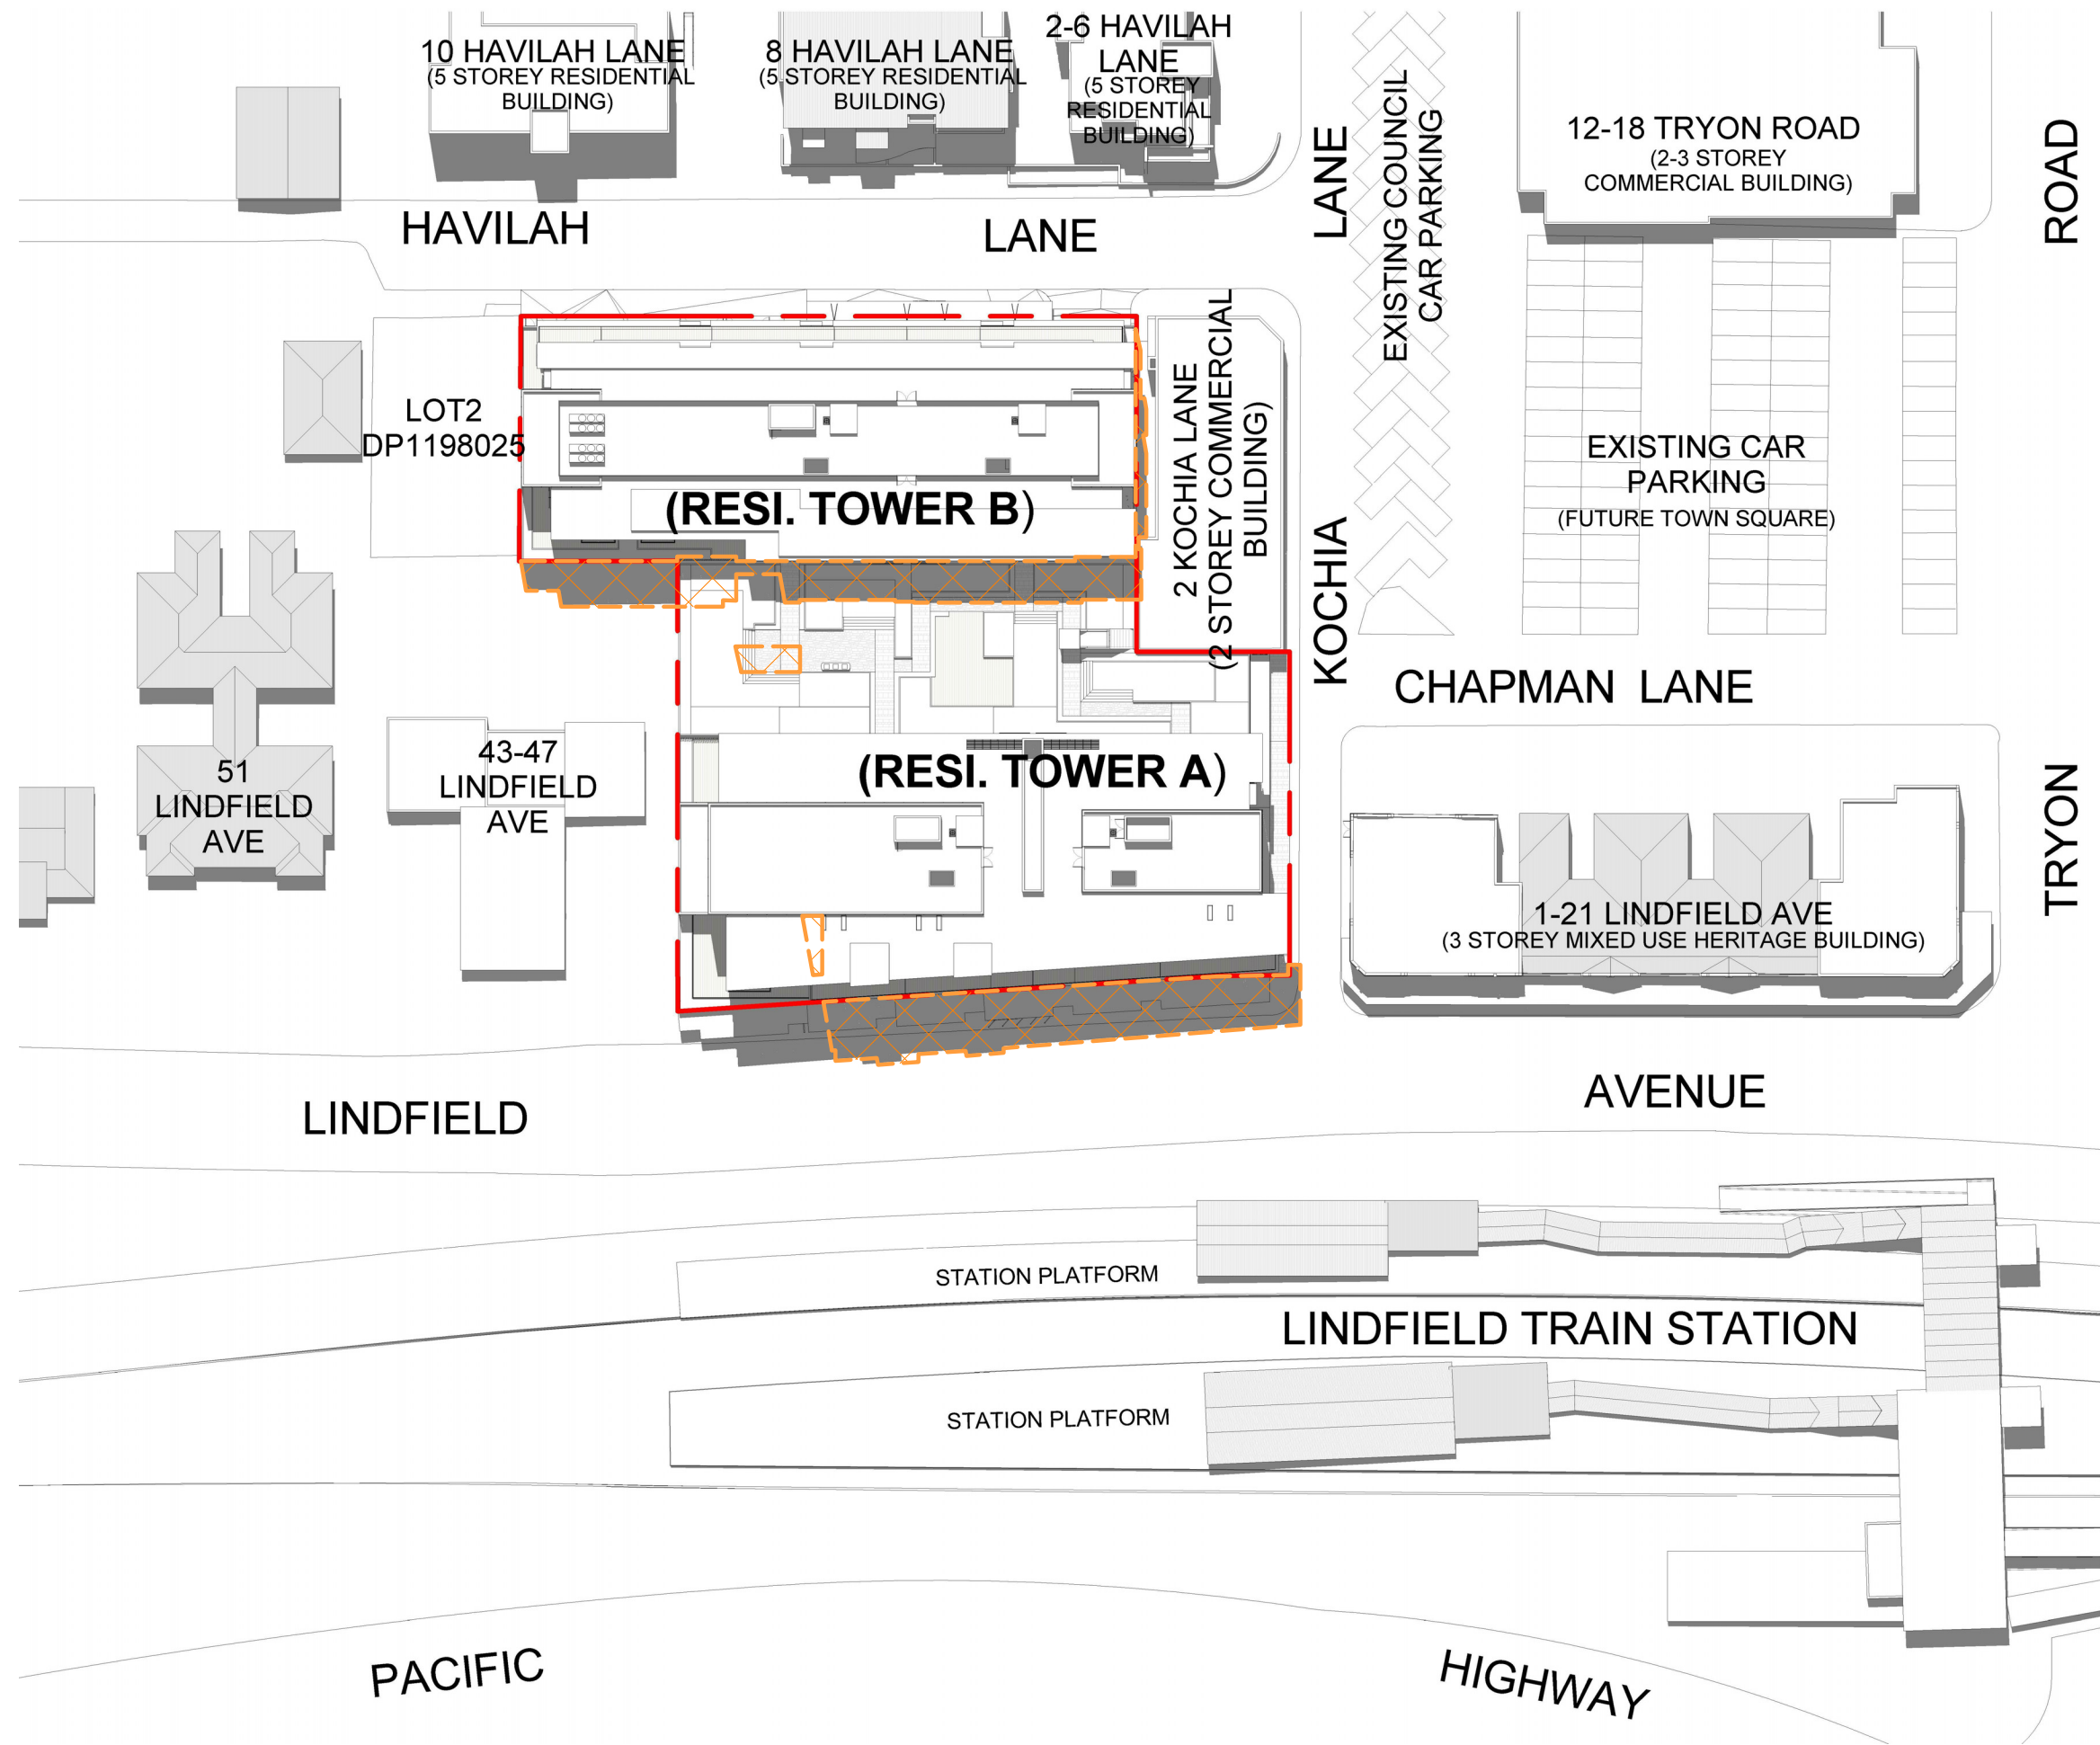 10 HAVILAH LANE
(5 STOREY RESIDENTIAL
BUILDING)
8 HAVILAH LANE
(5 STOREY RESIDENTIAL
BUILDING)
2-6 HAVILAH
LANE
(5 STOREY
RESIDENTIAL
BUILDING)
EXISTING COUNCIL
CAR PARKING
12-18 TRYON ROAD
(2-3 STOREY
COMMERCIAL BUILDING)
HAVILAH
LANE
LANE
ROAD
LOT2
DP1198025
(RESI. TOWER B)
2 KOCHIA LANE
(2 STOREY COMMERCIAL
BUILDING)
EXISTING CAR
PARKING
(FUTURE TOWN SQUARE)
KOCHIA
CHAPMAN LANE
51
LINDFIELD
AVE
43-47
LINDFIELD
AVE
(RESI. TOWER A)
TRYON
1-21 LINDFIELD AVE
(3 STOREY MIXED USE HERITAGE BUILDING)
LINDFIELD
AVENUE
STATION PLATFORM
LINDFIELD TRAIN STATION
STATION PLATFORM
PACIFIC
HIGHWAY